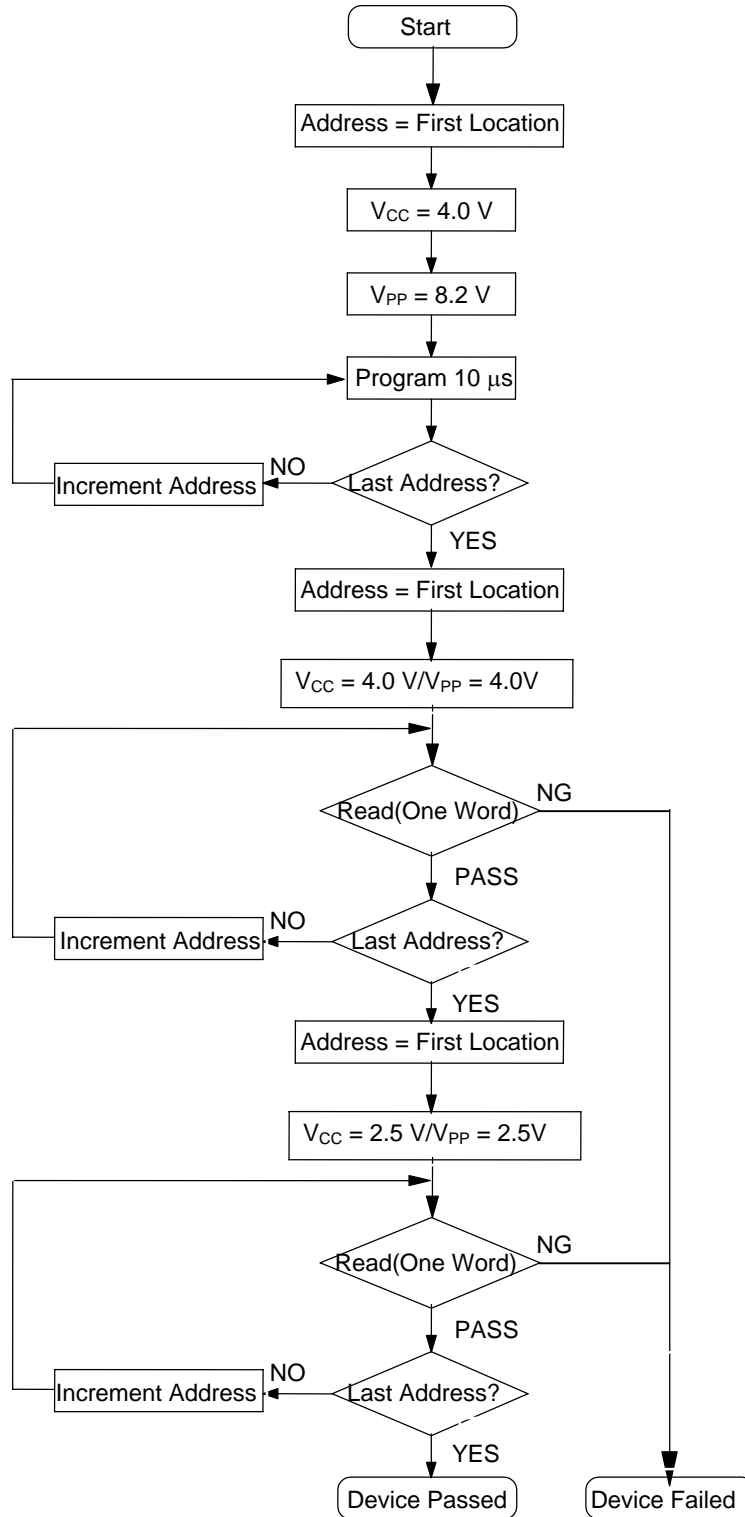 Start
Address = First Location
VCC = 4.0 V
VPP = 8.2 V
Program 10 μs
Last Address?
NO
Increment Address
YES
Address = First Location
VCC = 4.0 V/VPP = 4.0V
Read(One Word)
NG
PASS
Last Address?
NO
Increment Address
YES
Address = First Location
VCC = 2.5 V/VPP = 2.5V
Read(One Word)
NG
PASS
Last Address?
NO
Increment Address
YES
Device Passed
Device Failed